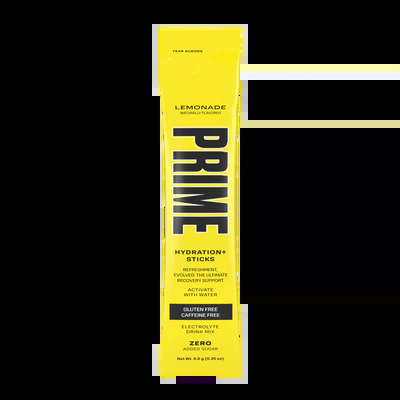 TEAR ACROSS
LEMONADE
NATURALLY FLAVORED
PRIME
HYDRATION+
STICKS
REFRESHMENT,
EVOLVED. THE ULTIMATE
RECOVERY SUPPORT.
ACTIVATE
WITH WATER
GLUTEN FREE
CAFFEINE FREE
ELECTROLYTE
DRINK MIX
ZERO
ADDED SUGAR
Net Wt. 9.8 g (0.35 oz)